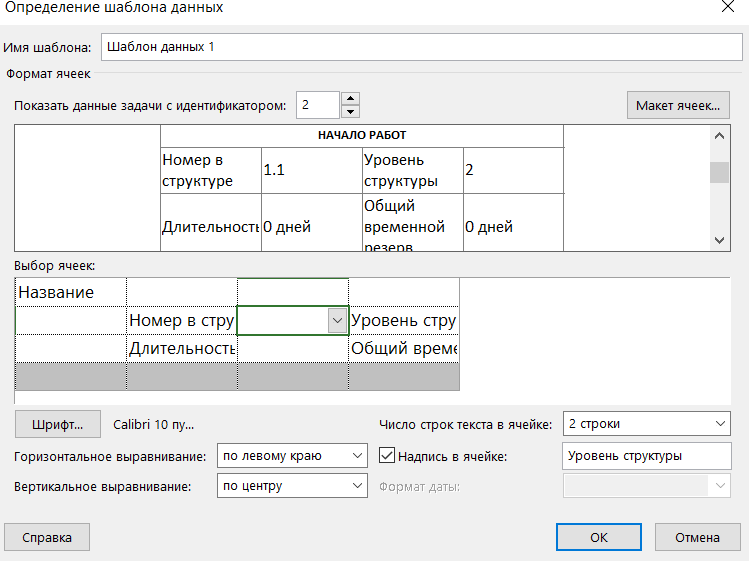 Определение шаблона данных
Имя шаблона: Шаблон данных 1
Формат ячеек
Показать данные задачи с идентификатором: 2 Макет ячеек...
НАЧАЛО РАБОТ
Номер в структуре 1.1 Уровень структуры 2
Длительность 0 дней Общий временной резерв 0 дней
Выбор ячеек:
Название
Номер в стру Уровень стру
Длительность Общий време
Шрифт... Calibri 10 пу... Число строк текста в ячейке: 2 строки
Горизонтальное выравнивание: по левому краю Надпись в ячейке: Уровень структуры
Вертикальное выравнивание: по центру Формат даты:
Справка ОК Отмена